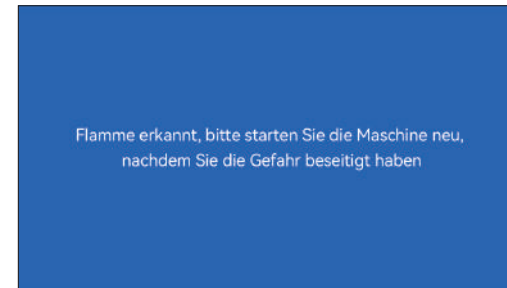 Flamme erkannt, bitte starten Sie die Maschine neu,
nachdem Sie die Gefahr beseitigt haben